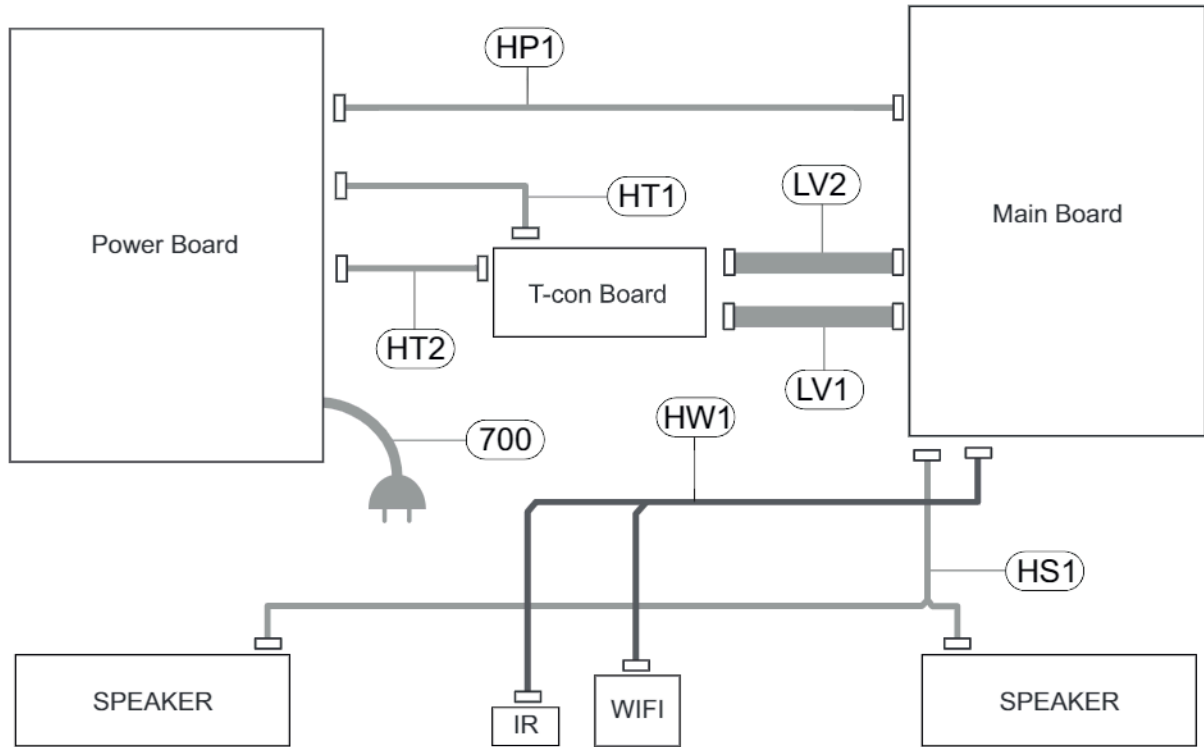 HP1
HT1
LV2
Main Board
Power Board
T-con Board
HT2
LV1
HW1
700
HS1
SPEAKER
IR
WIFI
SPEAKER